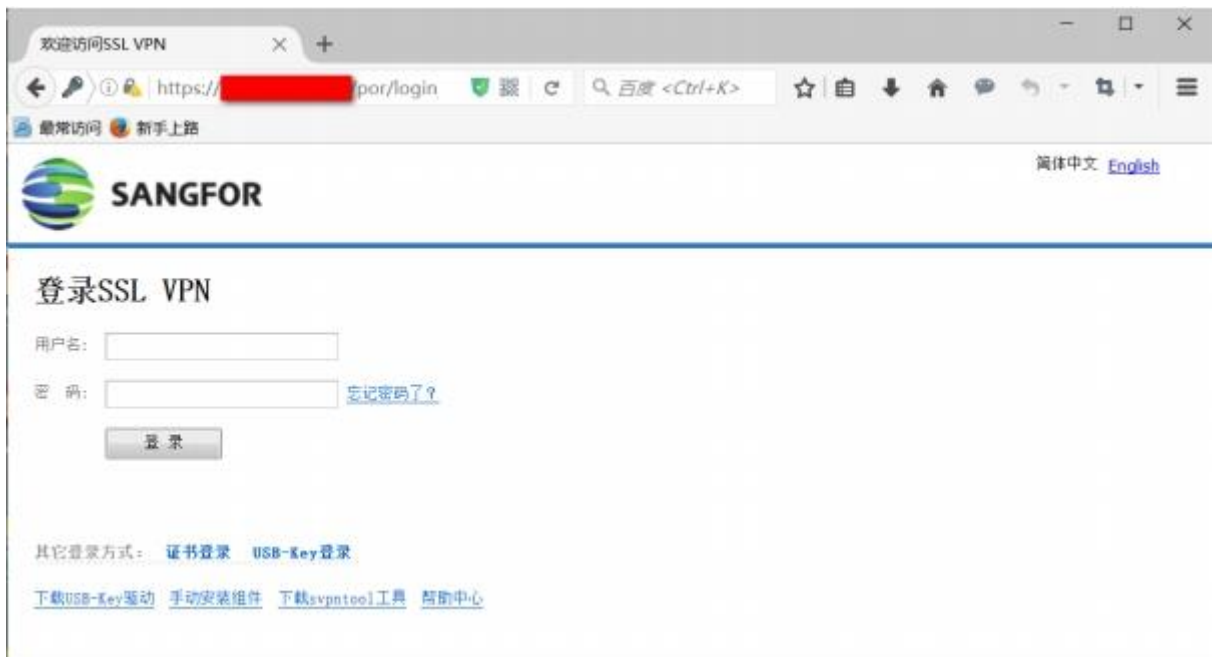 欢迎访问SSL VPN
https:// /por/login 百度 <Ctrl+K>
最常访问 新手上路
SANGFOR
简体中文 English
登录SSL VPN
用户名:
密 码: 忘记密码了?
登 录
其它登录方式: 证书登录 USB-Key登录
下载USB-Key驱动 手动安装组件 下载svpntool工具 帮助中心